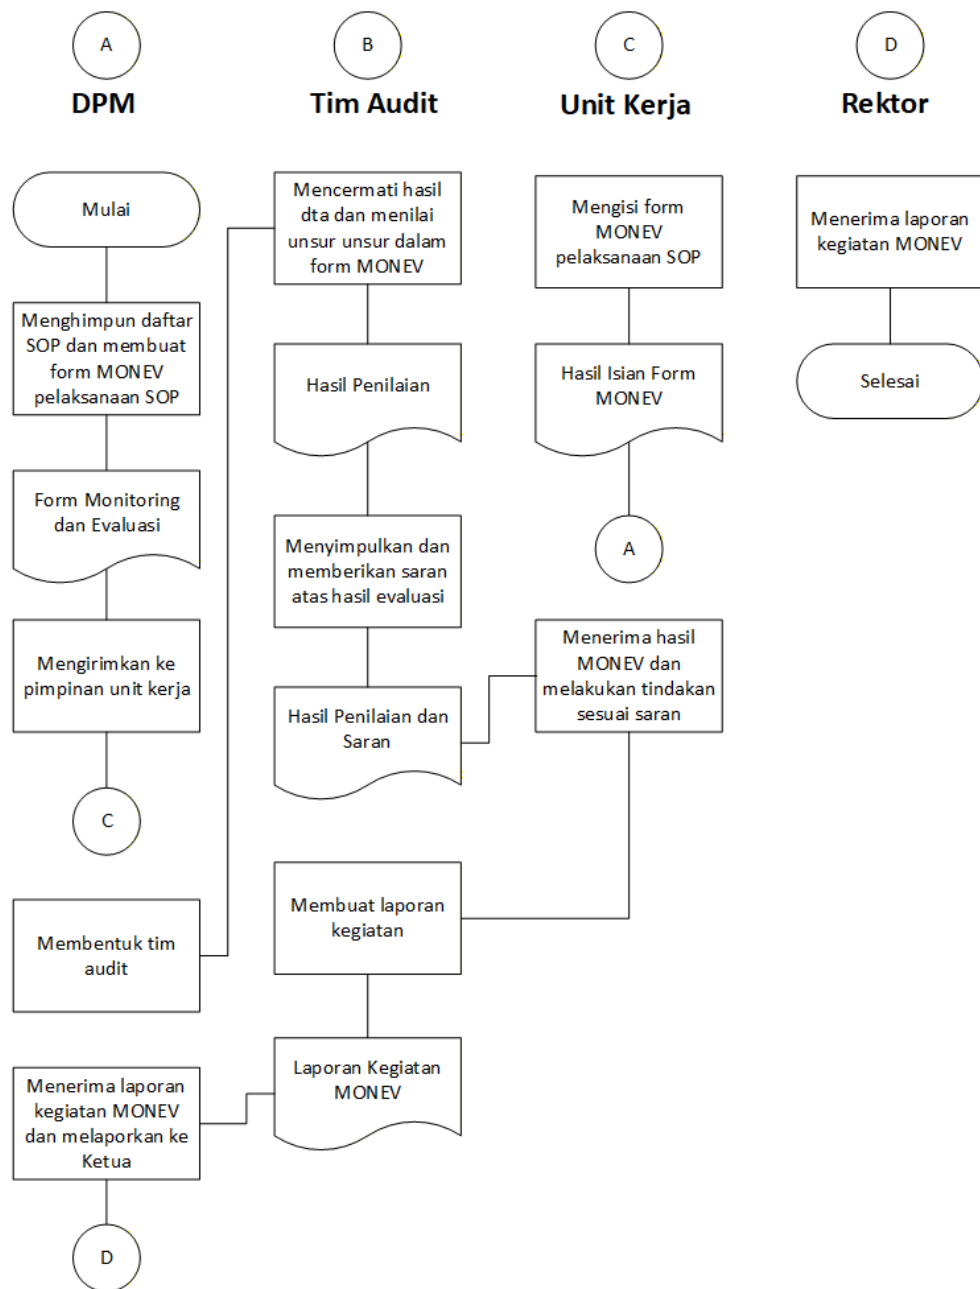 A
DPM
Mulai
Menghimpun daftar
SOP dan membuat
form MONEV
pelaksanaan SOP
Form Monitoring
dan Evaluasi
Mengirimkan ke
pimpinan unit kerja
C
Membentuk tim
audit
Menerima laporan
kegiatan MONEV
dan melaporkan ke
Ketua
D
B
Tim Audit
Mencermati hasil
dta dan menilai
unsur unsur dalam
form MONEV
Hasil Penilaian
Menyimpulkan dan
memberikan saran
atas hasil evaluasi
Hasil Penilaian dan
Saran
Membuat laporan
kegiatan
Laporan Kegiatan
MONEV
C
Unit Kerja
Mengisi form
MONEV
pelaksanaan SOP
Hasil Isian Form
MONEV
A
Menerima hasil
MONEV dan
melakukan tindakan
sesuai saran
D
Rektor
Menerima laporan
kegiatan MONEV
Selesai